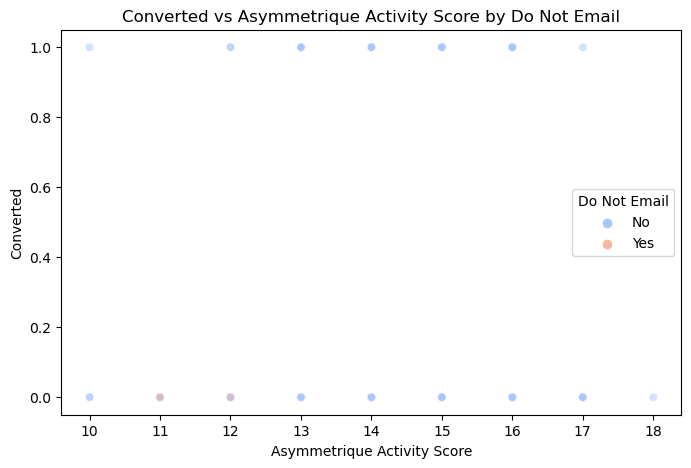 Converted vs Asymmetrique Activity Score by Do Not Email
1.0
0.8
0.6
0.4
0.2
0.0
Converted
Do Not Email
No
Yes
10 11 12 13 14 15 16 17 18
Asymmetrique Activity Score